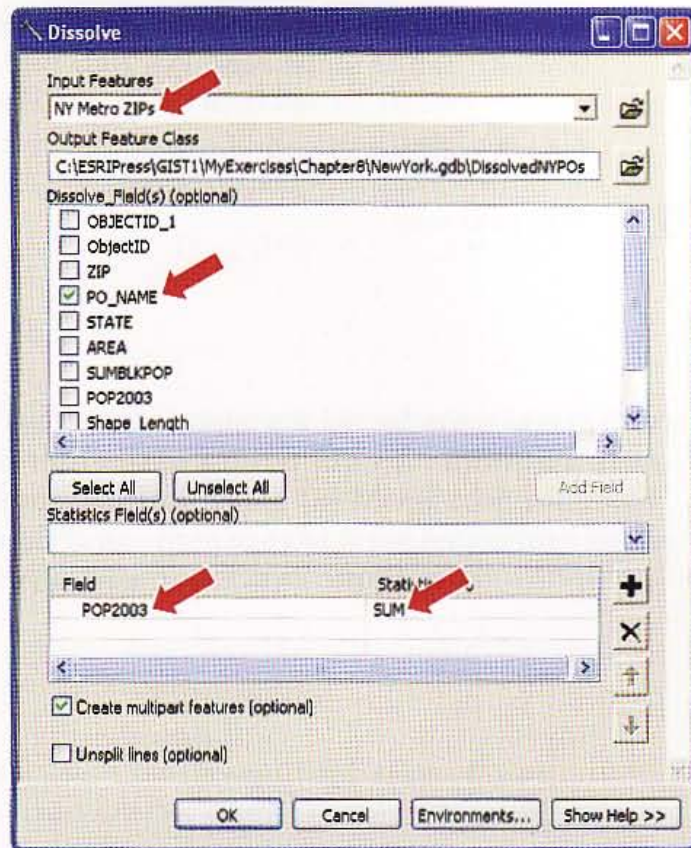 Dissolve
Input Features
NY Metro ZIPs
Output Feature Class
C:\ESRIPress\GIST1\MyExercises\Chapter8\NewYork.gdb\DissolvedNYPOs
Dissolve_Field(s) (optional)
OBJECTID_1
ObjectID
ZIP
PO_NAME
STATE
AREA
SUMBLKPOP
POP2003
Shape_Length
Select All Unselect All Add Field
Statistics Field(s) (optional)
Field
POP2003 SUM
Create multipart features (optional)
Unsplit lines (optional)
OK Cancel Environments... Show Help >>